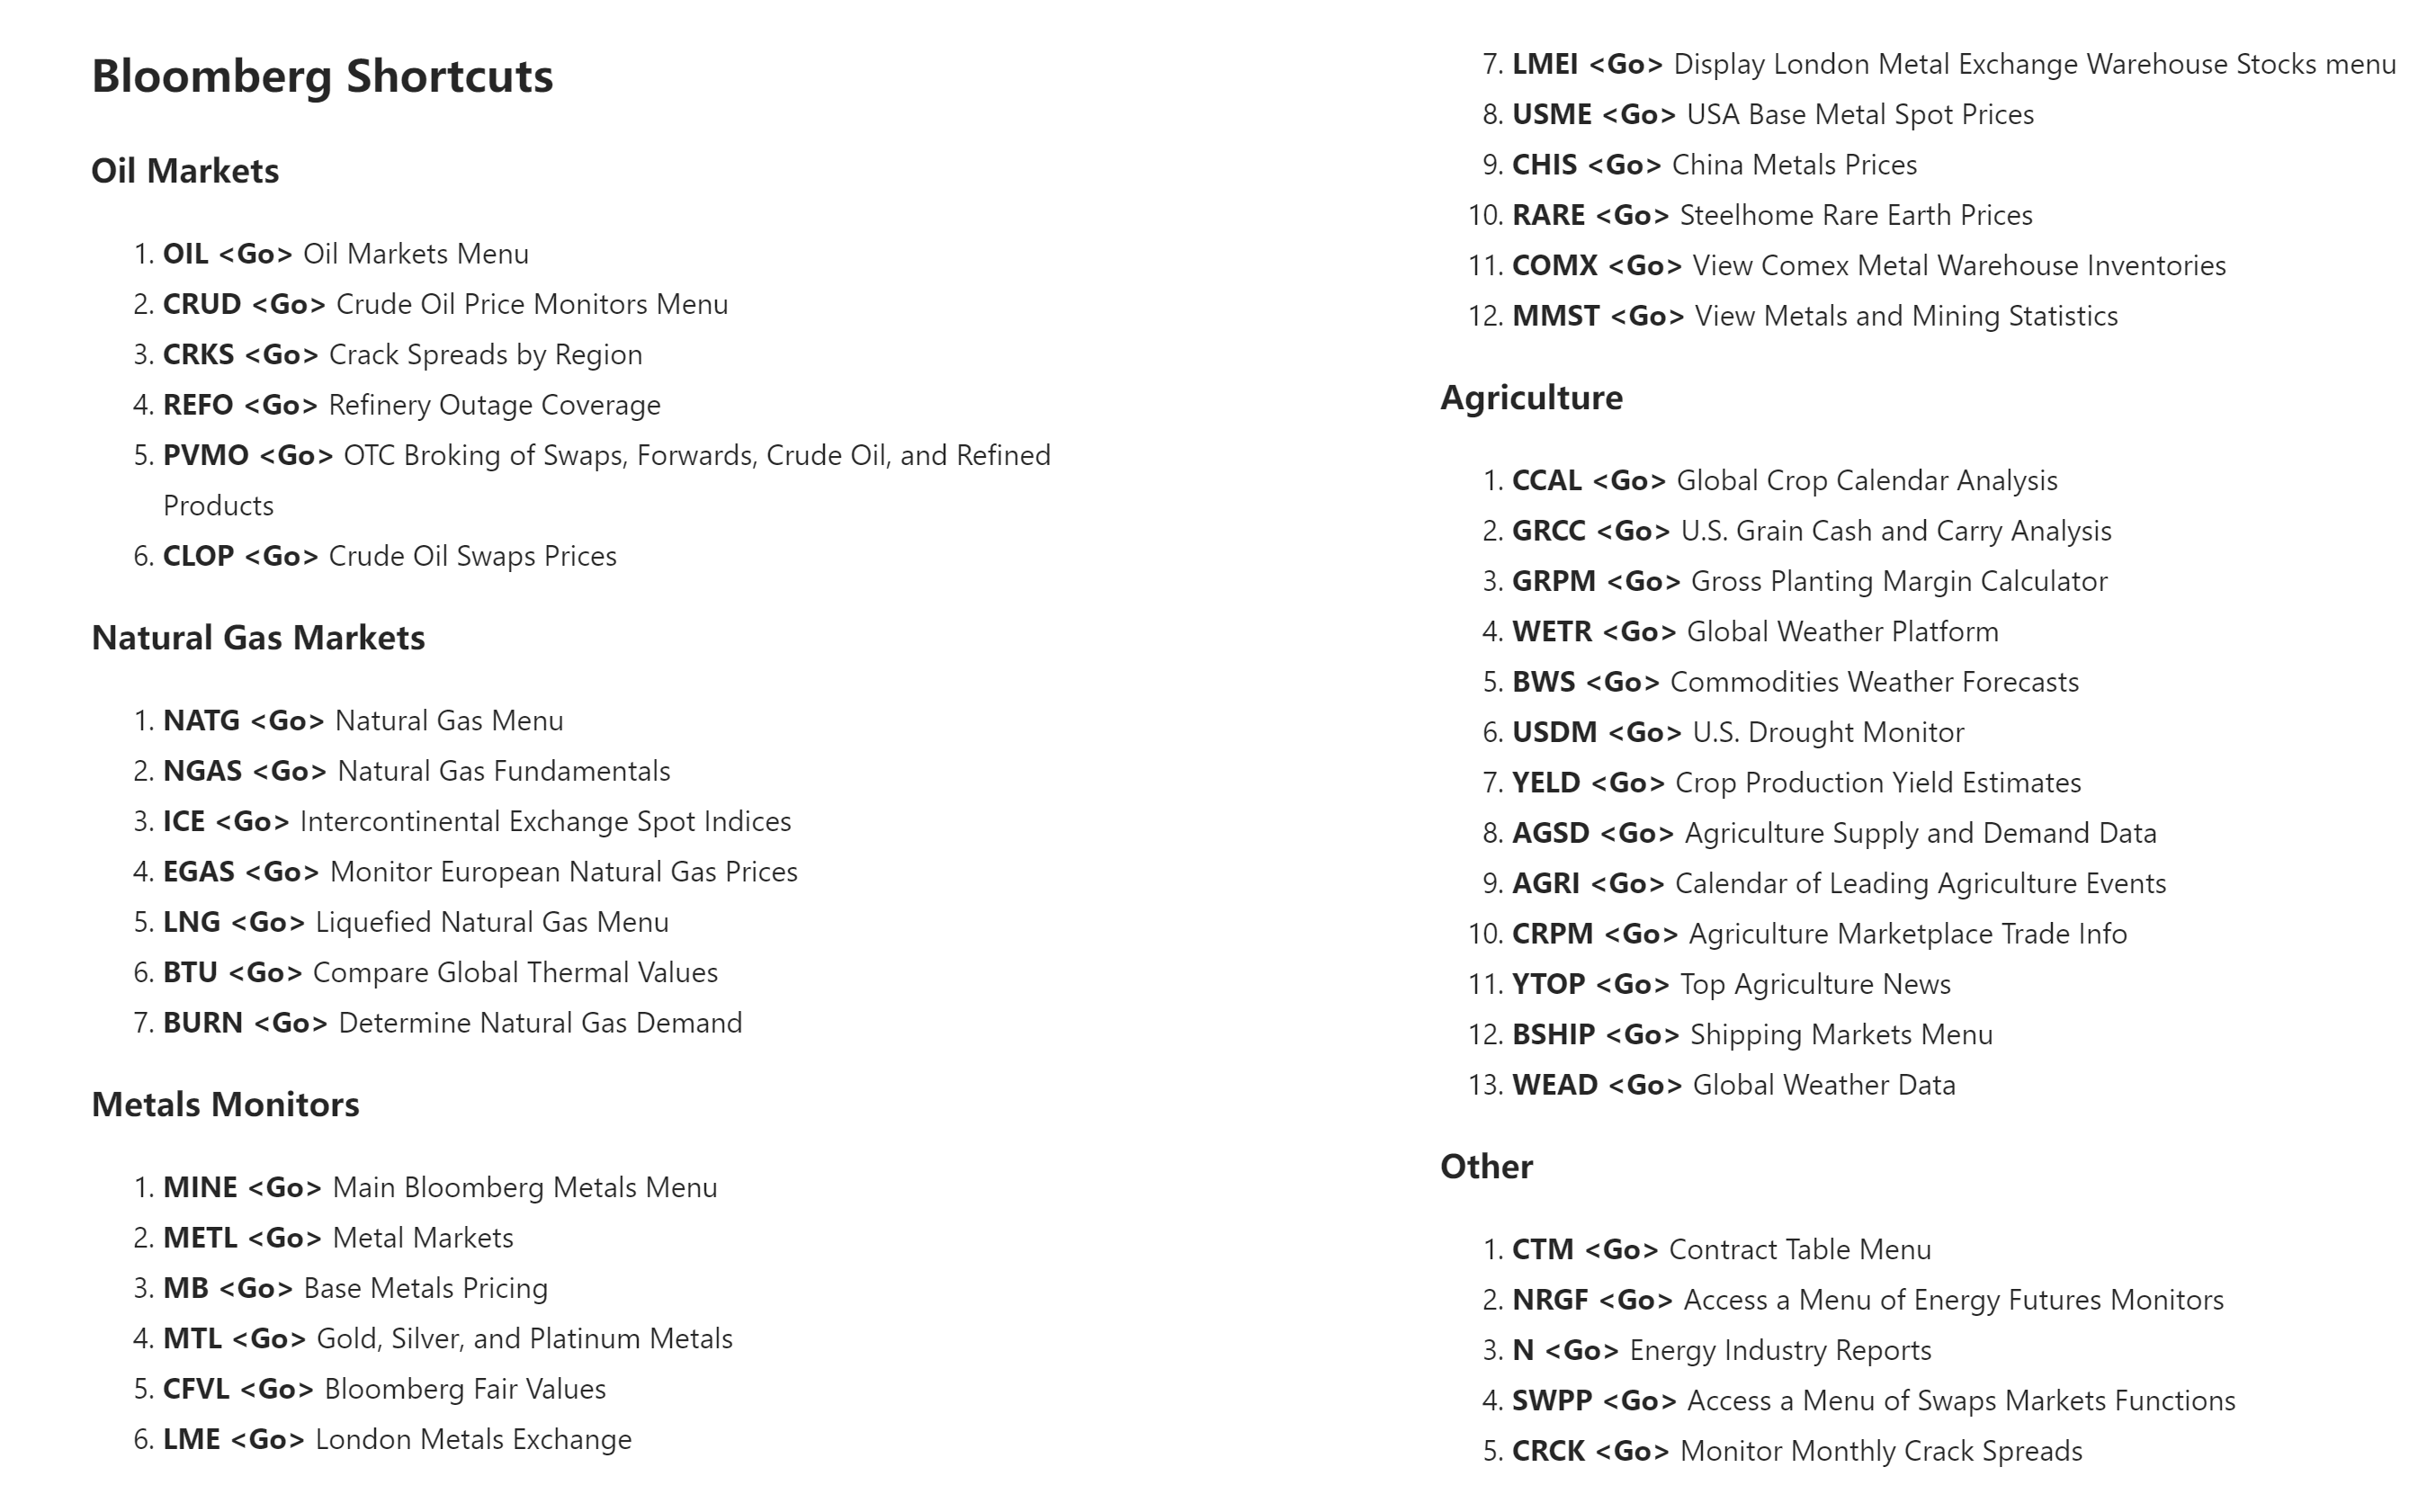 Bloomberg Shortcuts
Oil Markets
1. OIL <Go> Oil Markets Menu
2. CRUD <Go> Crude Oil Price Monitors Menu
3. CRKS <Go> Crack Spreads by Region
4. REFO <Go> Refinery Outage Coverage
5. PVMO <Go> OTC Broking of Swaps, Forwards, Crude Oil, and Refined
Products
6. CLOP <Go> Crude Oil Swaps Prices
Natural Gas Markets
1. NATG <Go> Natural Gas Menu
2. NGAS <Go> Natural Gas Fundamentals
3. ICE <Go> Intercontinental Exchange Spot Indices
4. EGAS <Go> Monitor European Natural Gas Prices
5. LNG <Go> Liquefied Natural Gas Menu
6. BTU <Go> Compare Global Thermal Values
7. BURN <Go> Determine Natural Gas Demand
Metals Monitors
1. MINE <Go> Main Bloomberg Metals Menu
2. METL <Go> Metal Markets
3. MB <Go> Base Metals Pricing
4. MTL <Go> Gold, Silver, and Platinum Metals
5. CFVL <Go> Bloomberg Fair Values
6. LME <Go> London Metals Exchange
7. LMEI <Go> Display London Metal Exchange Warehouse Stocks menu
8. USME <Go> USA Base Metal Spot Prices
9. CHIS <Go> China Metals Prices
10. RARE <Go> Steelhome Rare Earth Prices
11. COMX <Go> View Comex Metal Warehouse Inventories
12. MMST <Go> View Metals and Mining Statistics
Agriculture
1. CCAL <Go> Global Crop Calendar Analysis
2. GRCC <Go> U.S. Grain Cash and Carry Analysis
3. GRPM <Go> Gross Planting Margin Calculator
4. WETR <Go> Global Weather Platform
5. BWS <Go> Commodities Weather Forecasts
6. USDM <Go> U.S. Drought Monitor
7. YELD <Go> Crop Production Yield Estimates
8. AGSD <Go> Agriculture Supply and Demand Data
9. AGRI <Go> Calendar of Leading Agriculture Events
10. CRPM <Go> Agriculture Marketplace Trade Info
11. YTOP <Go> Top Agriculture News
12. BSHIP <Go> Shipping Markets Menu
13. WEAD <Go> Global Weather Data
Other
1. CTM <Go> Contract Table Menu
2. NRGF <Go> Access a Menu of Energy Futures Monitors
3. N <Go> Energy Industry Reports
4. SWPP <Go> Access a Menu of Swaps Markets Functions
5. CRCK <Go> Monitor Monthly Crack Spreads